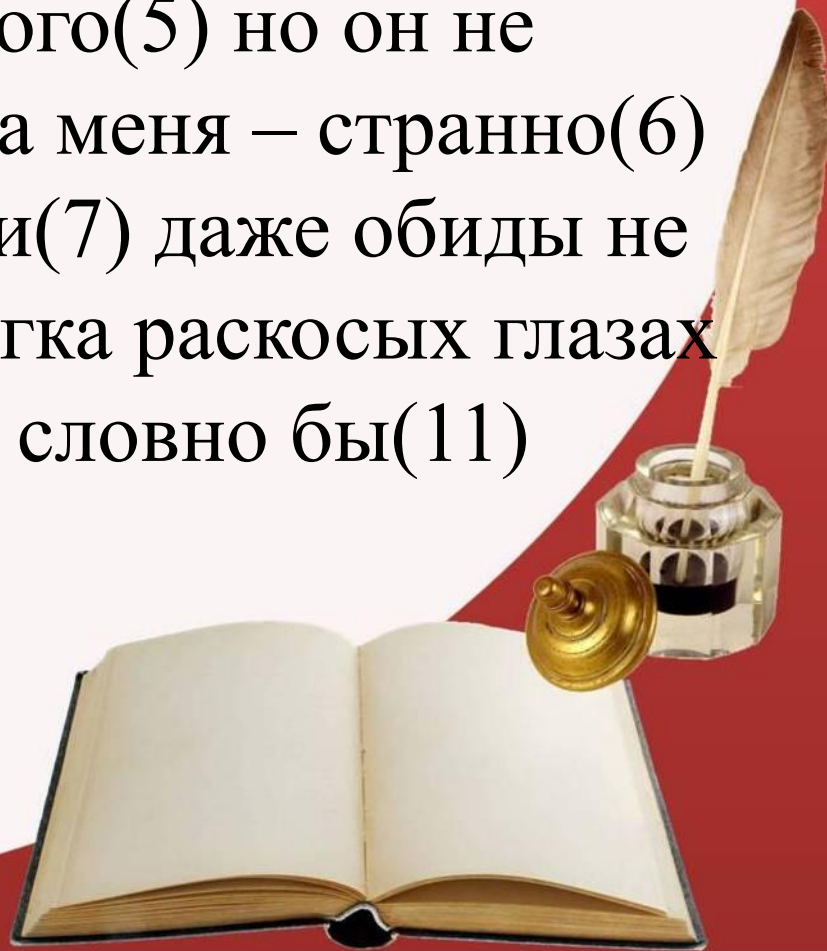 ого(5) но он не
а меня – странно(6)
и(7) даже обиды не
гка раскосых глазах
словно бы(11)